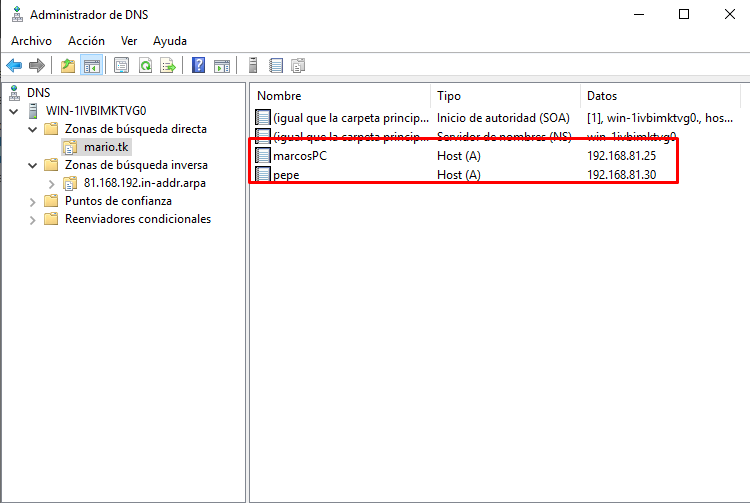 Administrador de DNS
Archivo Acción Ver Ayuda
DNS
WIN-1IVBIMKTVG0
Zonas de búsqueda directa
mario.tk
Zonas de búsqueda inversa
81.168.192.in-addr.arpa
Puntos de confianza
Reenviadores condicionales
Nombre Tipo Datos
(igual que la carpeta princip... Inicio de autoridad (SOA) [1], win-1ivbimktvg0., hos...
(igual que la carpeta princip... Servidor de nombres (NS) win-1ivbimktvg0.
marcosPC Host (A) 192.168.81.25
pepe Host (A) 192.168.81.30